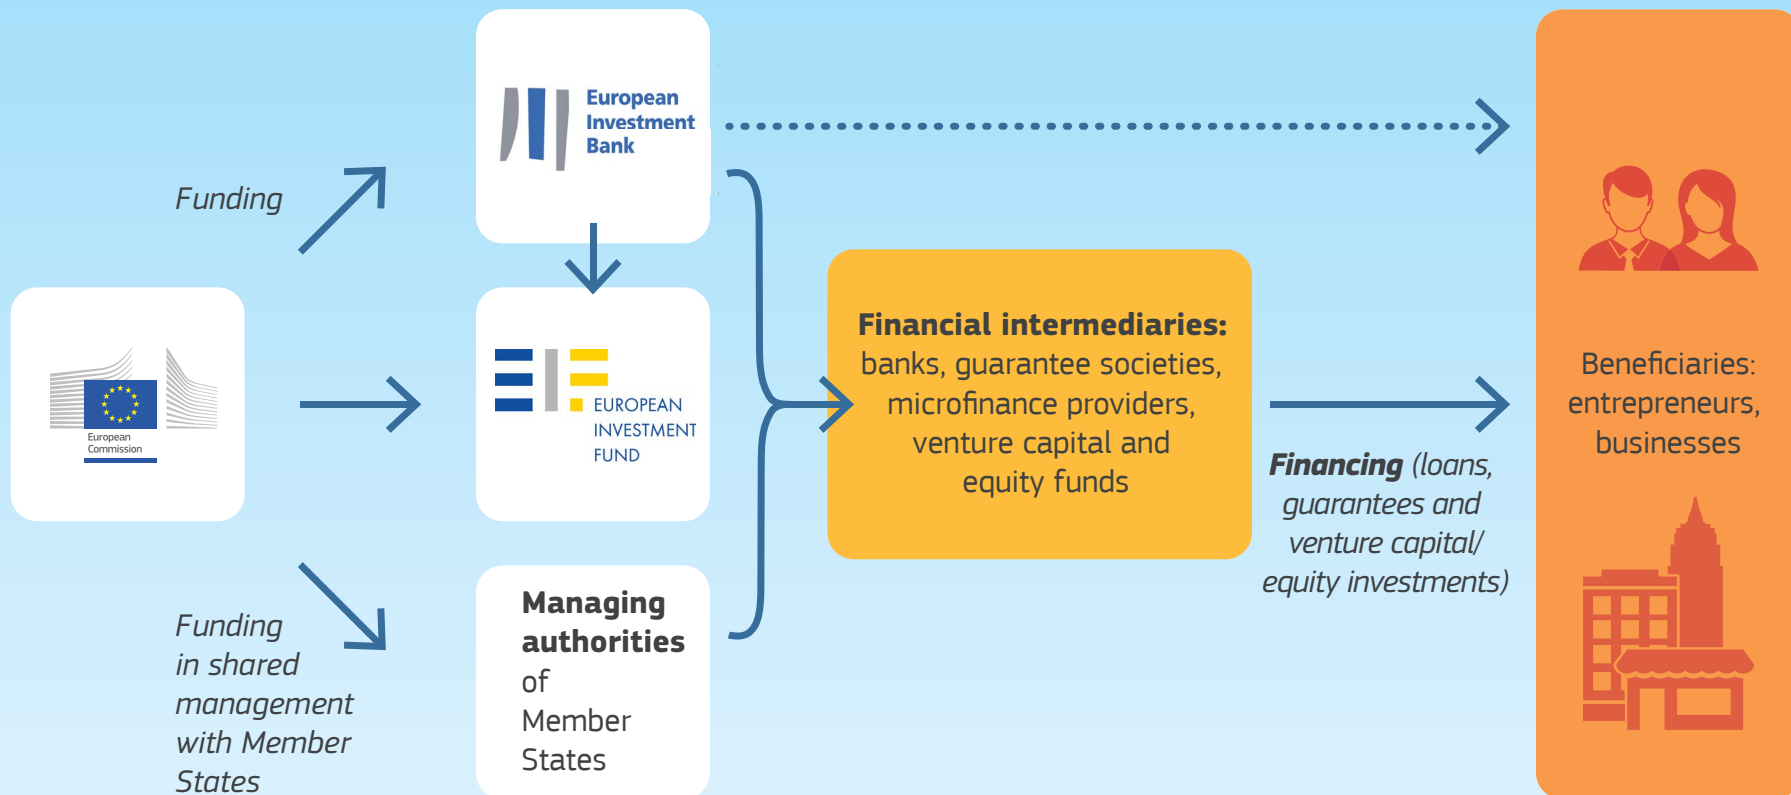 European
Investment
Bank
Funding
European
Commission
EUROPEAN
INVESTMENT
FUND
Financial intermediaries:
banks, guarantee societies,
microfinance providers,
venture capital and
equity funds
Beneficiaries:
entrepreneurs,
businesses
Financing (loans,
guarantees and
venture capital/
equity investments)
Funding
in shared
management
with Member
States
Managing
authorities
of
Member
States